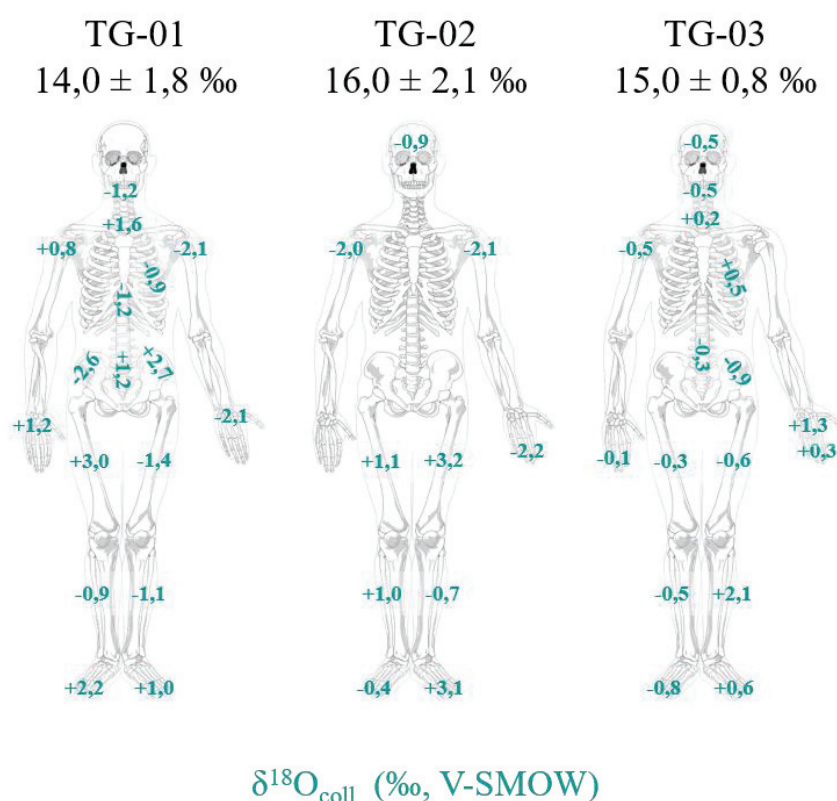 TG-01 TG-02 TG-03
14,0 ± 1,8 ‰ 16,0 ± 2,1 ‰ 15,0 ± 0,8 ‰
-0,9 -0,5
-1,2 -0,5
+1,6 +0,2
+0,8 -2,1 -2,0 -2,1 -0,5
-0,9 +0,5
-1,2
-2,6 +1,2 +2,7 -0,3 -0,9
+1,2 -2,1 +1,3
-2,2 +0,3
+3,0 -1,4 +1,1 +3,2 -0,1 -0,3 -0,6
-0,9 -1,1 +1,0 -0,7 -0,5 +2,1
+2,2 +1,0 -0,4 +3,1 -0,8 +0,6
δ¹⁸O_coll (‰, V-SMOW)